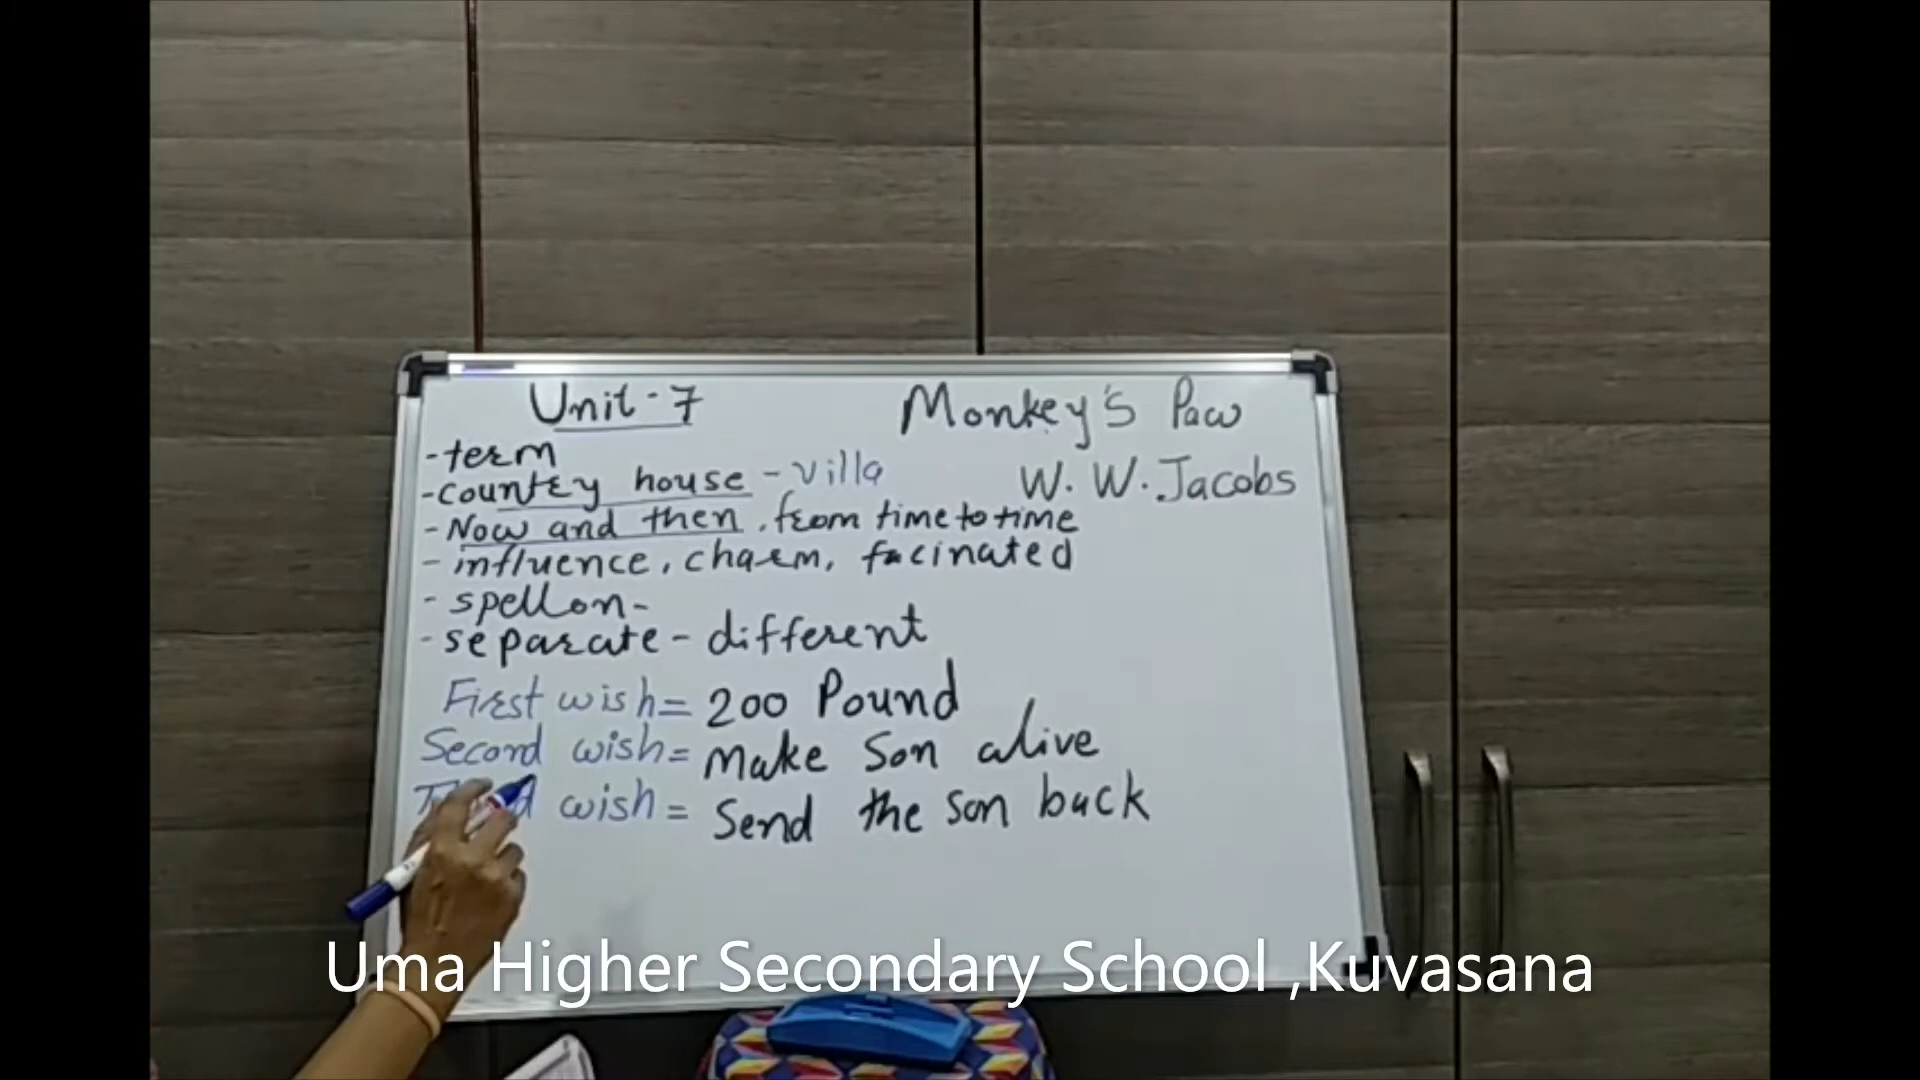 Unit - 7
Monkey's Paw
W. W. Jacobs
- term
- country house - villa
- Now and then , from time to time
- influence , charm, facinated
- spellon -
- separate - different
First wish = 200 Pound
Second wish = Make Son alive
wish = Send the son back
Uma Higher Secondary School ,Kuvasana